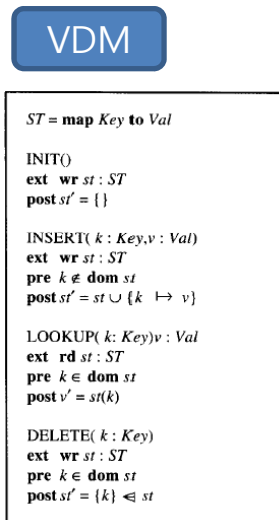 VDM
ST = map Key to Val
INIT()
ext wr st : ST
post st' = { }
INSERT( k : Key,v : Val)
ext wr st : ST
pre k ∉ dom st
post st' = st ∪ {k ↦ v}
LOOKUP( k: Key)v : Val
ext rd st : ST
pre k ∈ dom st
post v' = st(k)
DELETE( k : Key)
ext wr st : ST
pre k ∈ dom st
post st' = {k} ⩤ st